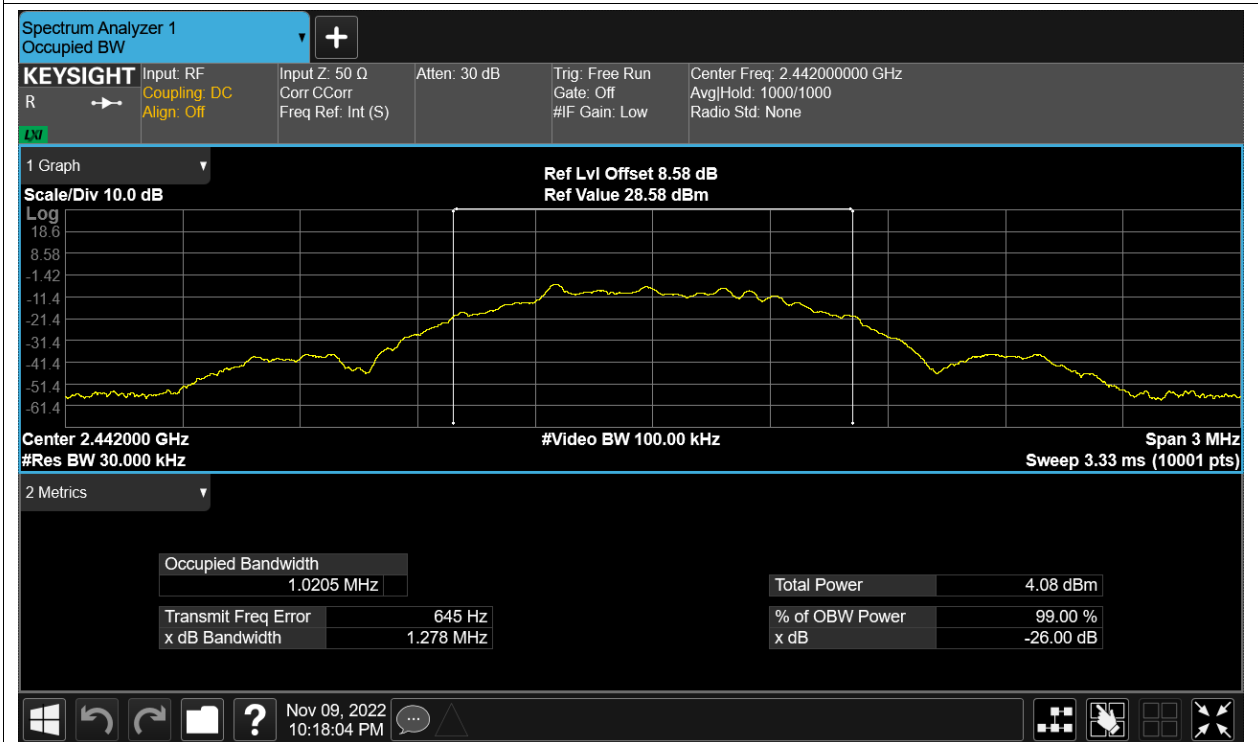 Spectrum Analyzer 1
Occupied BW
KEYSIGHT
R
LXI
Input: RF
Coupling: DC
Align: Off
Input Z: 50 Ω
Corr CCorr
Freq Ref: Int (S)
Atten: 30 dB
Trig: Free Run
Gate: Off
#IF Gain: Low
Center Freq: 2.442000000 GHz
Avg|Hold: 1000/1000
Radio Std: None
1 Graph
Scale/Div 10.0 dB
Ref Lvl Offset 8.58 dB
Ref Value 28.58 dBm
Log
18.6
8.58
-1.42
-11.4
-21.4
-31.4
-41.4
-51.4
-61.4
Center 2.442000 GHz
#Res BW 30.000 kHz
#Video BW 100.00 kHz
Span 3 MHz
Sweep 3.33 ms (10001 pts)
2 Metrics
Occupied Bandwidth
1.0205 MHz
Transmit Freq Error 645 Hz
x dB Bandwidth 1.278 MHz
Total Power 4.08 dBm
% of OBW Power 99.00 %
x dB -26.00 dB
?
Nov 09, 2022
10:18:04 PM